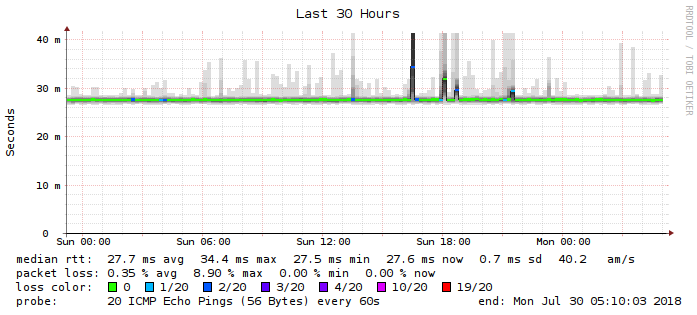 Last 30 Hours
RRDTOOL / TOBI OETIKER
Seconds
40 m
30 m
20 m
10 m
0
Sun 00:00 Sun 06:00 Sun 12:00 Sun 18:00 Mon 00:00
median rtt: 27.7 ms avg 34.4 ms max 27.5 ms min 27.6 ms now 0.7 ms sd 40.2 am/s
packet loss: 0.35 % avg 8.90 % max 0.00 % min 0.00 % now
loss color: 0 1/20 2/20 3/20 4/20 10/20 19/20
probe: 20 ICMP Echo Pings (56 Bytes) every 60s end: Mon Jul 30 05:10:03 2018